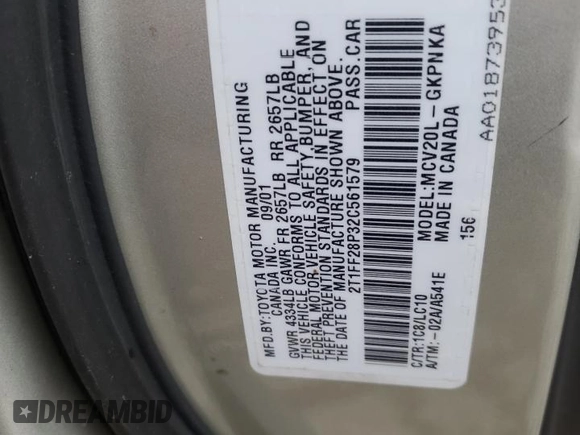 MFD.BY:TOYOTA MOTOR MANUFACTURING
CANADA INC. 09/01
GVWR 4334LB GAWR FR 2657LB RR 2657LB
THIS VEHICLE CONFORMS TO ALL APPLICABLE
FEDERAL MOTOR VEHICLE SAFETY, BUMPER, AND
THEFT PREVENTION STANDARDS IN EFFECT ON
THE DATE OF MANUFACTURE SHOWN ABOVE.
2T1FF28P32C561579 PASS.CAR
C/TR:1C8/LC10 MODEL:MCV20L-GKPNKA
A/TM:-02A/A541E MADE IN CANADA
156
AA01873953
DREAMBID